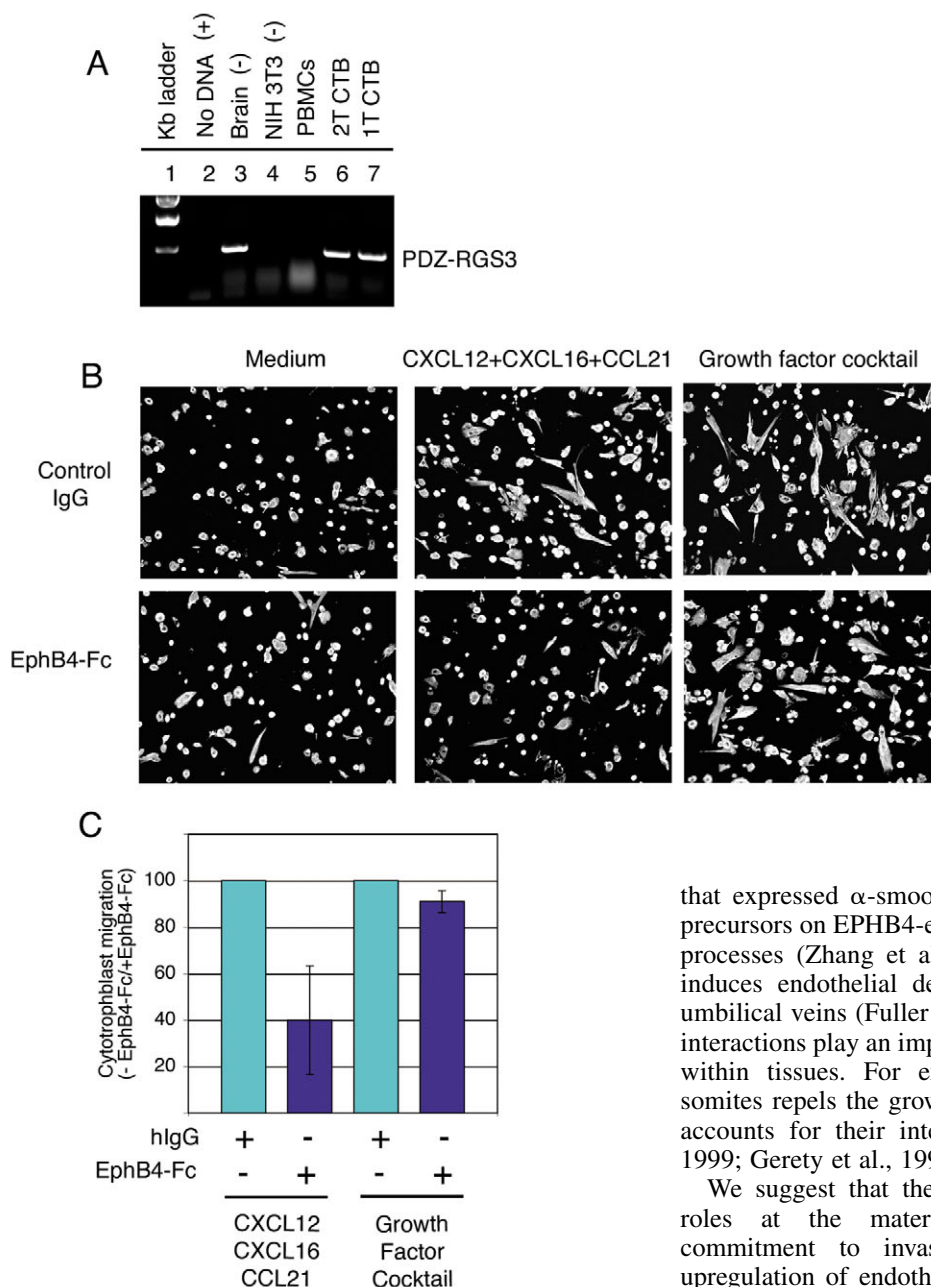 A
Kb ladder
No DNA (+)
Brain (-)
NIH 3T3 (-)
PBMCs
2T CTB
1T CTB
1 2 3 4 5 6 7
PDZ-RGS3
B
Medium
CXCL12+CXCL16+CCL21
Growth factor cocktail
Control
IgG
EphB4-Fc
C
Cytotrophblast migration
(- EphB4-Fc/+EphB4-Fc)
100
80
60
40
20
hIgG + - + -
EphB4-Fc - + - +
CXCL12
CXCL16
CCL21
Growth
Factor
Cocktail
that expressed α-smoo
precursors on EPHB4-e
processes (Zhang et a
induces endothelial de
umbilical veins (Fuller
interactions play an imp
within tissues. For e
somites repels the grow
accounts for their inte
1999; Gerety et al., 199
We suggest that the
roles at the mater
commitment to invas
upregulation of endoth